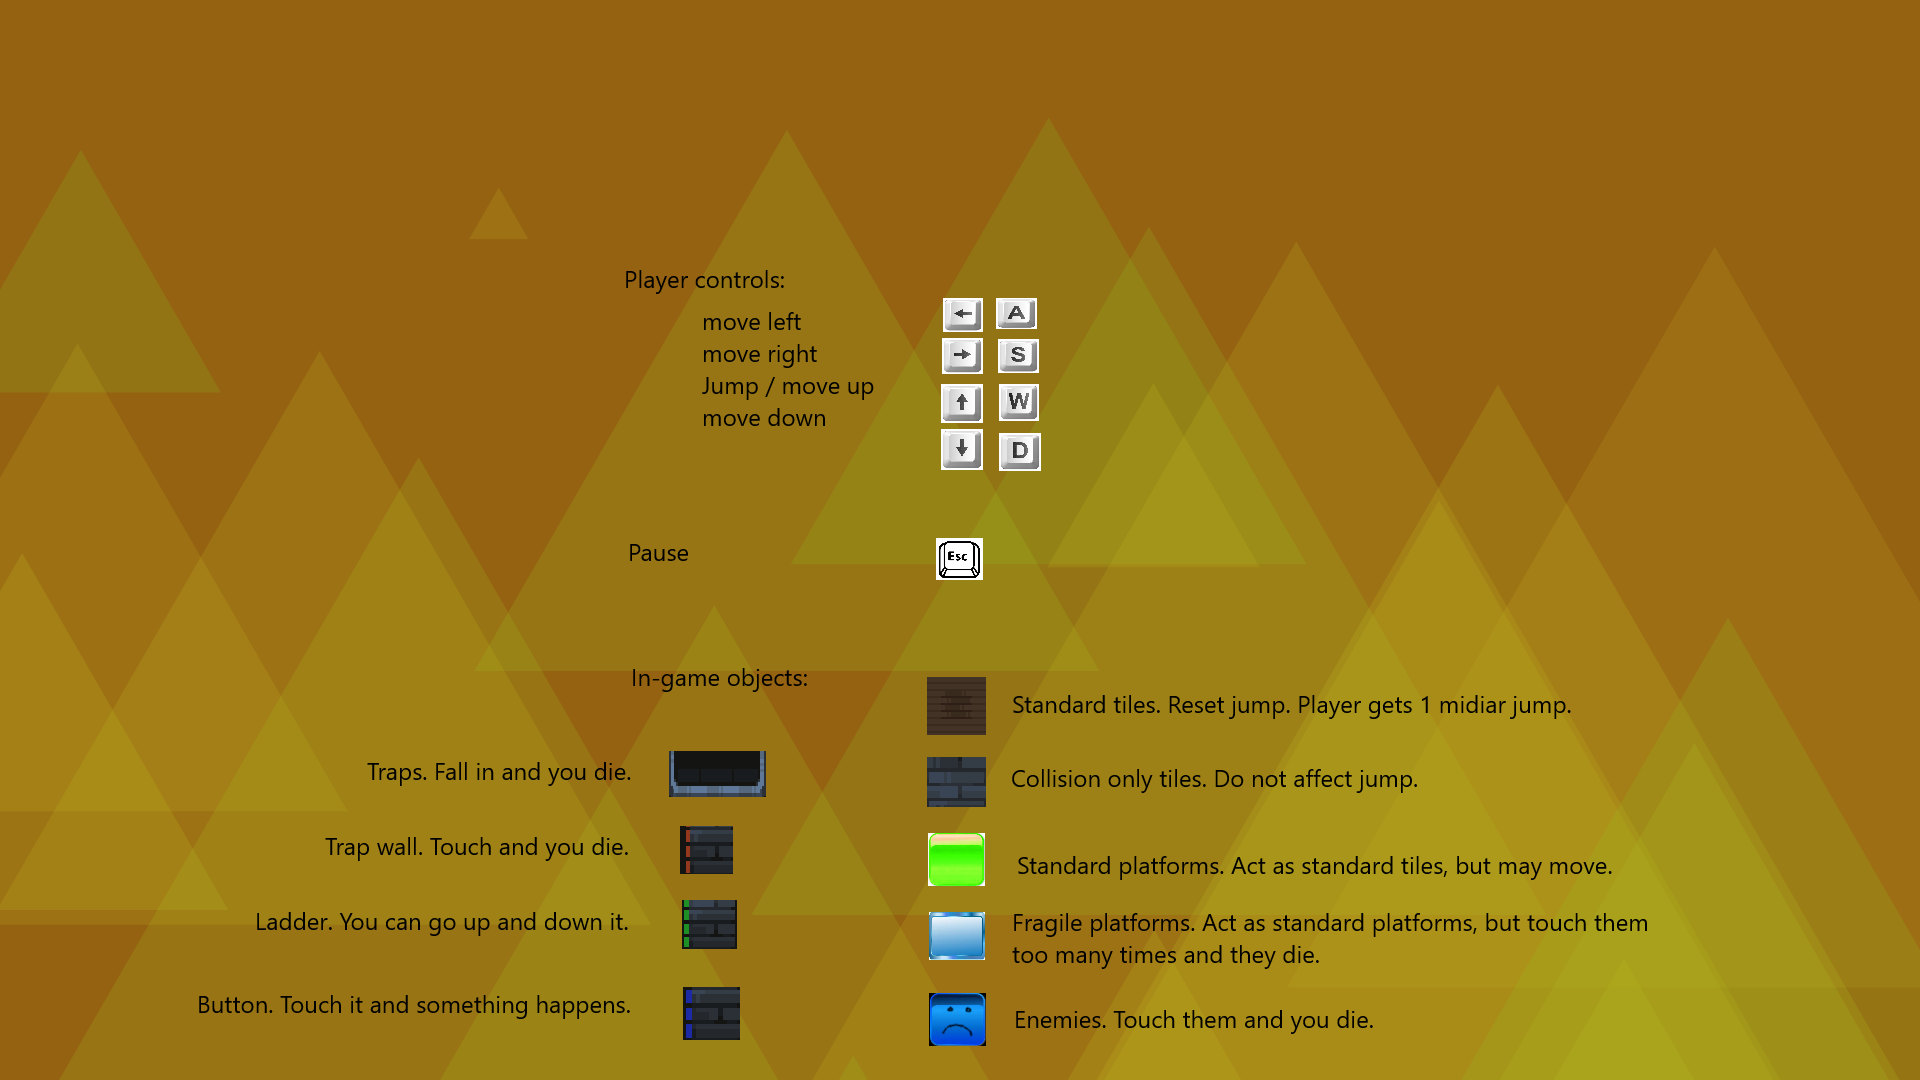 Player controls:
move left
move right
Jump / move up
move down
← A
→ S
↑ W
↓ D
Pause
Esc
In-game objects:
Standard tiles. Reset jump. Player gets 1 midiar jump.
Traps. Fall in and you die.
Collision only tiles. Do not affect jump.
Trap wall. Touch and you die.
Standard platforms. Act as standard tiles, but may move.
Ladder. You can go up and down it.
Fragile platforms. Act as standard platforms, but touch them
too many times and they die.
Button. Touch it and something happens.
Enemies. Touch them and you die.